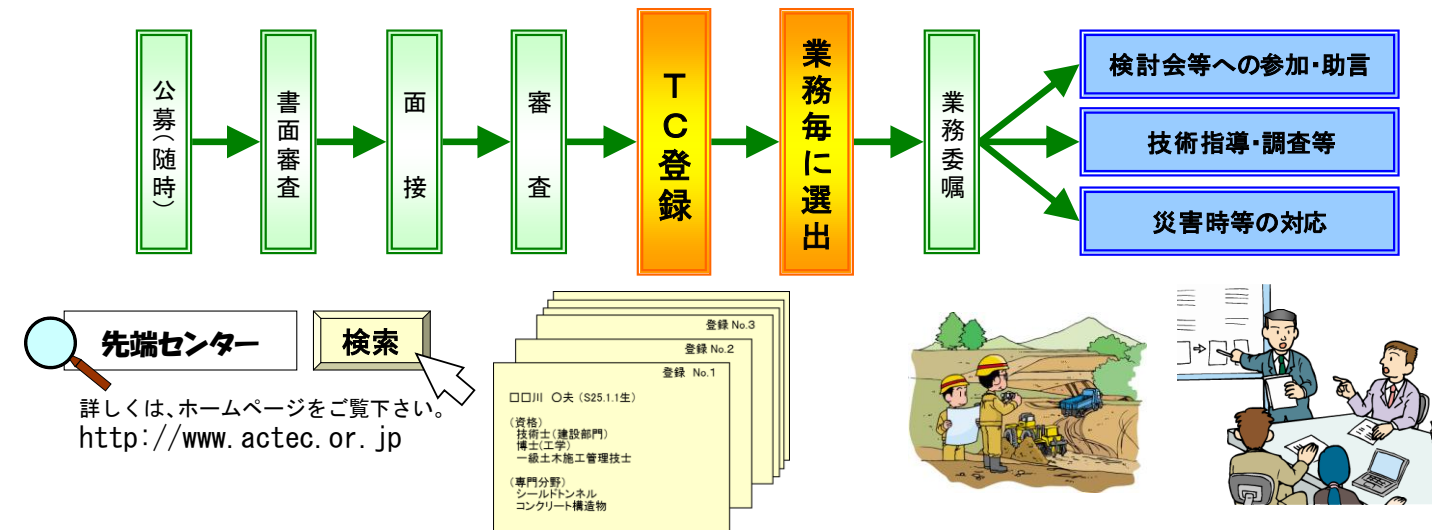 公募(随時)
書面審査
面接
審査
TC登録
業務毎に選出
業務委嘱
検討会等への参加・助言
技術指導・調査等
災害時等の対応
先端センター
検索
詳しくは、ホームページをご覧下さい。
http://www.actec.or.jp
登録 No.3
登録 No.2
登録 No.1
□□川 ○夫 (S25.1.1生)
(資格)
技術士(建設部門)
博士(工学)
一級土木施工管理技士
(専門分野)
シールドトンネル
コンクリート構造物